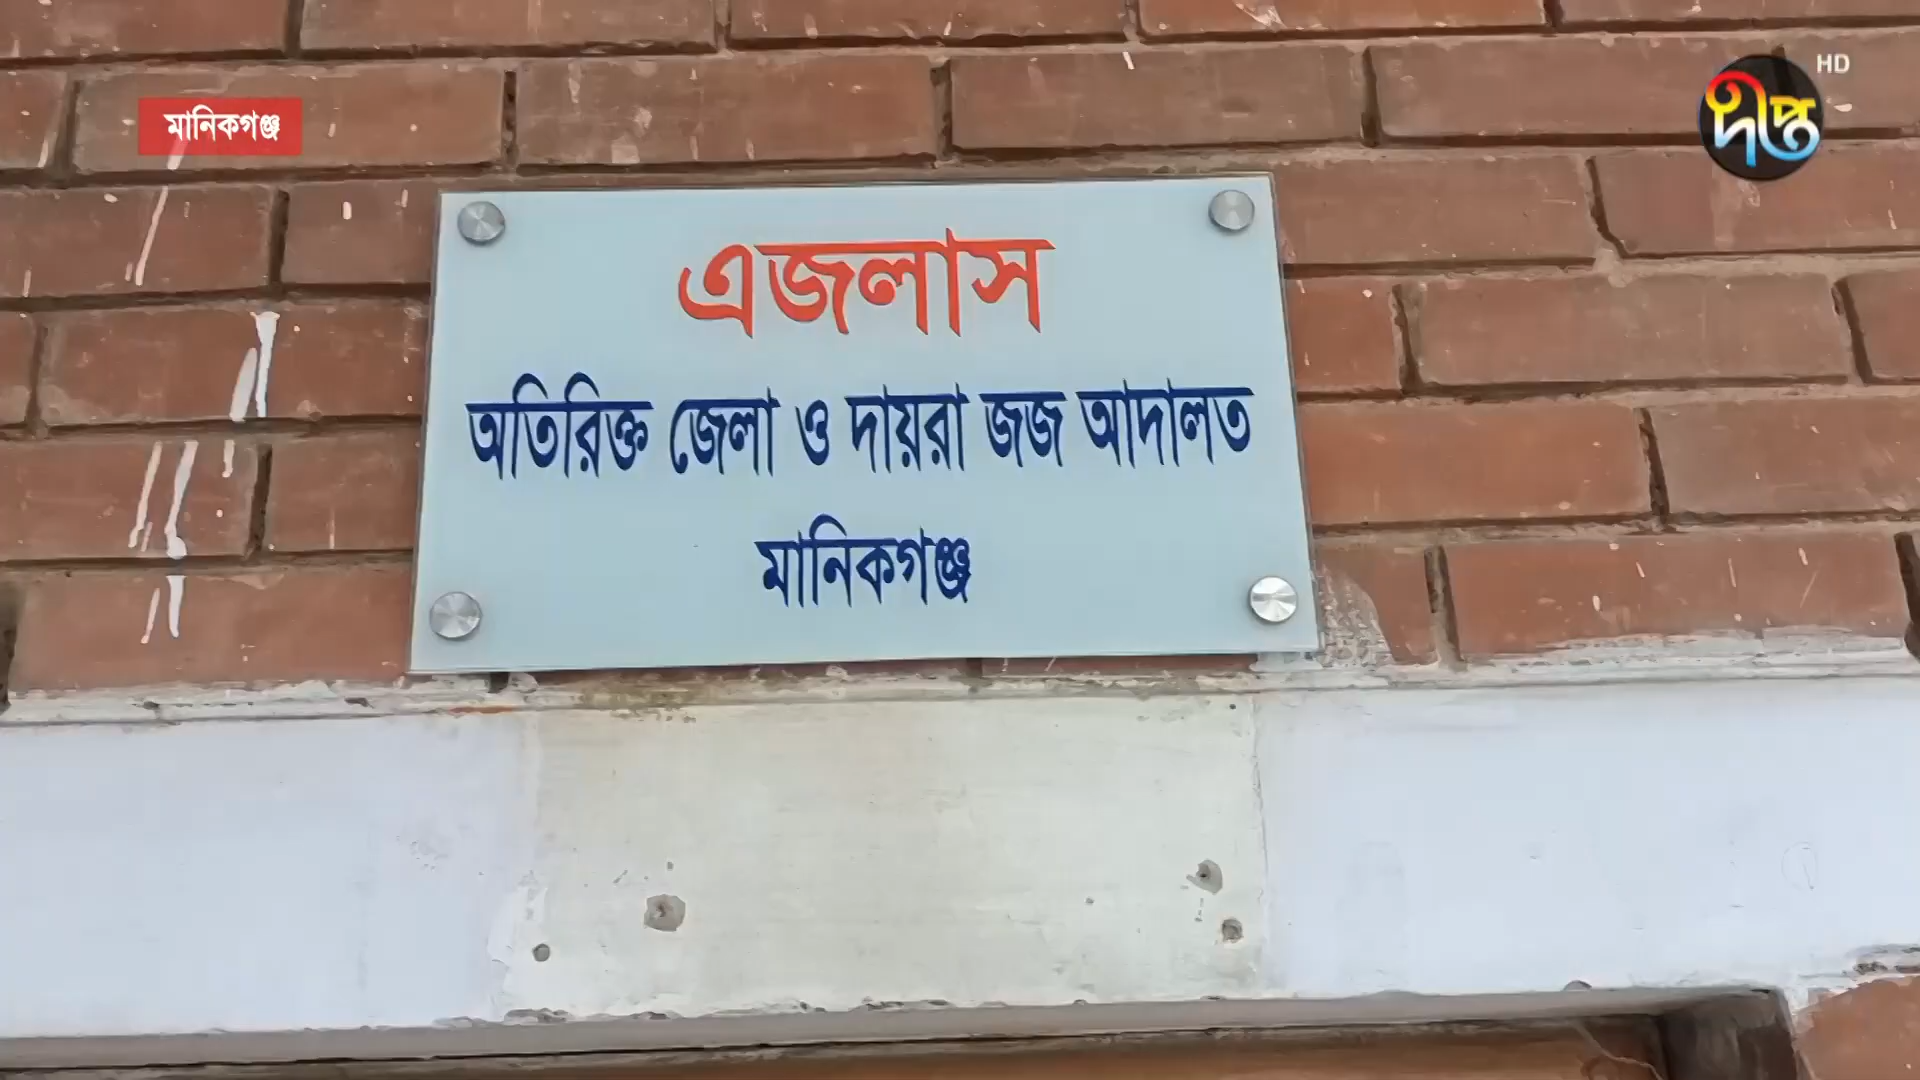 মানিকগঞ্জ
HD
দীপ্ত
এজলাস
অতিরিক্ত জেলা ও দায়রা জজ আদালত
মানিকগঞ্জ